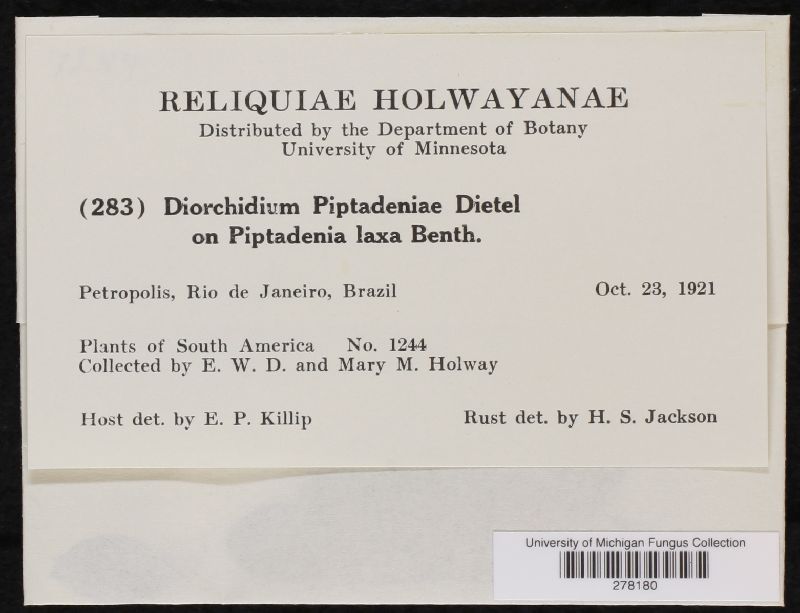 RELIQUIAE HOLWAYANAE
Distributed by the Department of Botany
University of Minnesota
(283) Diorchidium Piptadeniae Dietel
on Piptadenia laxa Benth.
Petropolis, Rio de Janeiro, Brazil Oct. 23, 1921
Plants of South America No. 1244
Collected by E. W. D. and Mary M. Holway
Host det. by E. P. Killip Rust det. by H. S. Jackson
University of Michigan Fungus Collection
278180